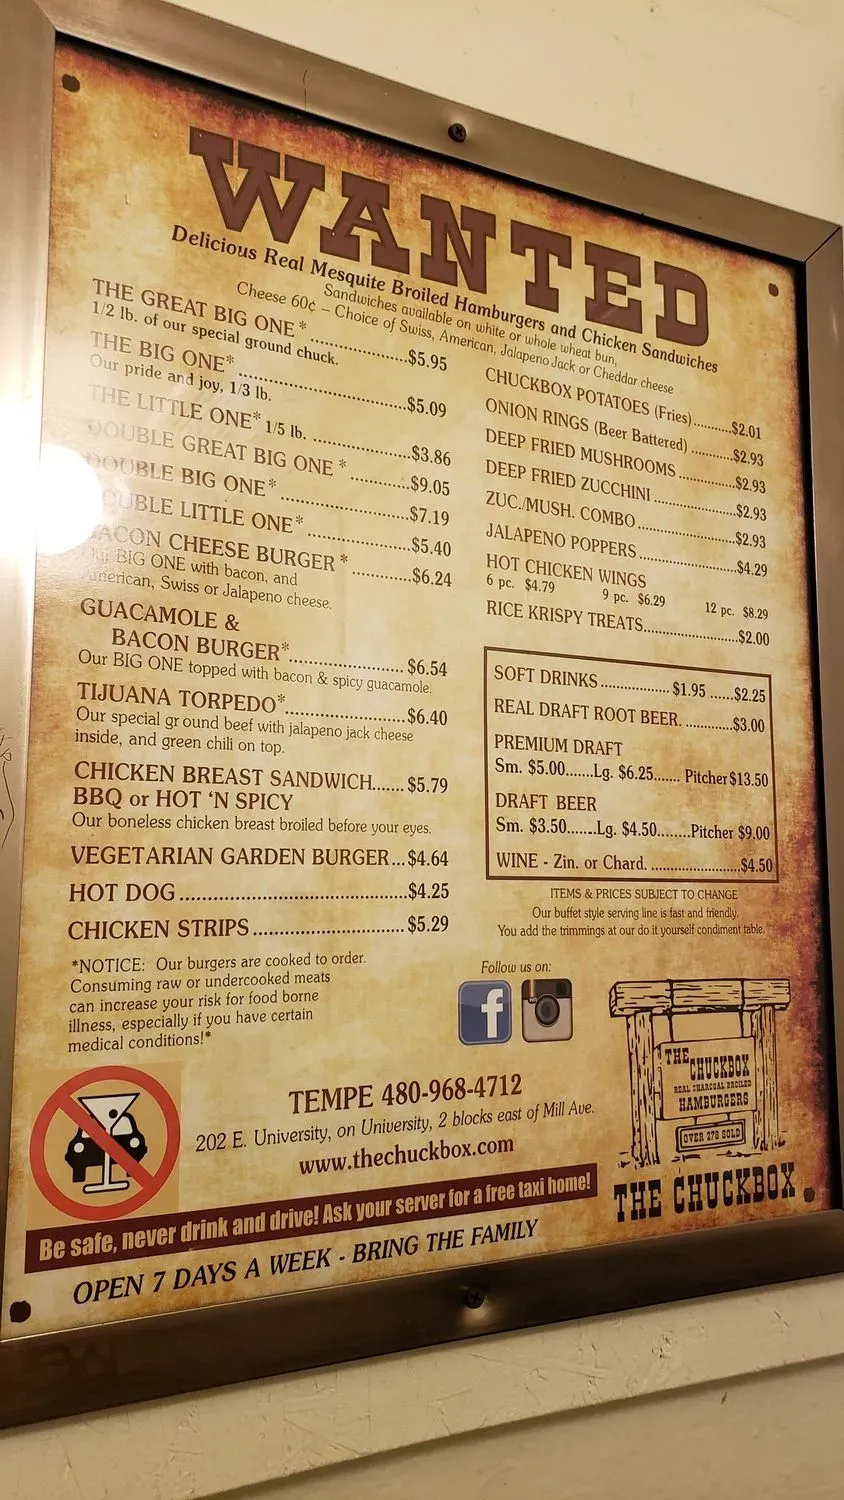 WANTED
Delicious Real Mesquite Broiled Hamburgers and Chicken Sandwiches
Sandwiches available on white or whole wheat bun,
Cheese 60¢ – Choice of Swiss, American, Jalapeno Jack or Cheddar cheese
THE GREAT BIG ONE* ....................$5.95
1/2 lb. of our special ground chuck.
THE BIG ONE*....................................$5.09
Our pride and joy, 1/3 lb.
THE LITTLE ONE* 1/5 lb. ....................$3.86
DOUBLE GREAT BIG ONE * ............$9.05
DOUBLE BIG ONE*..........................$7.19
DOUBLE LITTLE ONE*.....................$5.40
BACON CHEESE BURGER * ...........$6.24
Our BIG ONE with bacon, and
American, Swiss or Jalapeno cheese.
GUACAMOLE &
BACON BURGER*........................$6.54
Our BIG ONE topped with bacon & spicy guacamole.
TIJUANA TORPEDO*.........................$6.40
Our special ground beef with jalapeno jack cheese
inside, and green chili on top.
CHICKEN BREAST SANDWICH.......$5.79
BBQ or HOT 'N SPICY
Our boneless chicken breast broiled before your eyes.
VEGETARIAN GARDEN BURGER...$4.64
HOT DOG..........................................$4.25
CHICKEN STRIPS............................$5.29
*NOTICE: Our burgers are cooked to order.
Consuming raw or undercooked meats
can increase your risk for food borne
illness, especially if you have certain
medical conditions!*
CHUCKBOX POTATOES (Fries)..........$2.01
ONION RINGS (Beer Battered) ...........$2.93
DEEP FRIED MUSHROOMS ...............$2.93
DEEP FRIED ZUCCHINI ......................$2.93
ZUC./MUSH. COMBO..........................$2.93
JALAPENO POPPERS..........................$4.29
HOT CHICKEN WINGS
6 pc. $4.79 9 pc. $6.29 12 pc. $8.29
RICE KRISPY TREATS.........................$2.00
SOFT DRINKS.................. $1.95 ......$2.25
REAL DRAFT ROOT BEER. ............$3.00
PREMIUM DRAFT
Sm. $5.00.......Lg. $6.25....... Pitcher $13.50
DRAFT BEER
Sm. $3.50.......Lg. $4.50........Pitcher $9.00
WINE - Zin. or Chard. .......................$4.50
ITEMS & PRICES SUBJECT TO CHANGE
Our buffet style serving line is fast and friendly.
You add the trimmings at our do it yourself condiment table.
Follow us on:
f
THE
CHUCKBOX
REAL CHARCOAL BROILED
HAMBURGERS
OVER 278 SOLD
THE CHUCKBOX
TEMPE 480-968-4712
202 E. University, on University, 2 blocks east of Mill Ave.
www.thechuckbox.com
Be safe, never drink and drive! Ask your server for a free taxi home!
OPEN 7 DAYS A WEEK - BRING THE FAMILY